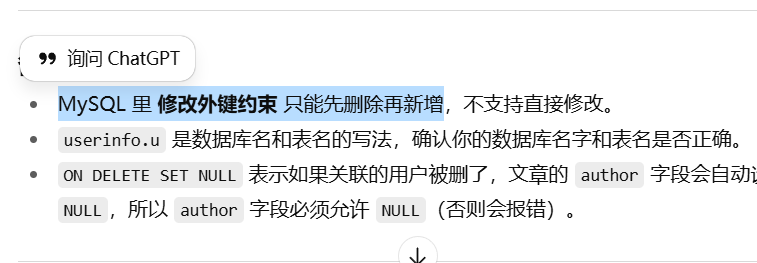 询问 ChatGPT
MySQL 里 修改外键约束 只能先删除再新增，不支持直接修改。
userinfo.u 是数据库名和表名的写法，确认你的数据库名字和表名是否正确。
ON DELETE SET NULL 表示如果关联的用户被删了，文章的 author 字段会自动
NULL，所以 author 字段必须允许 NULL（否则会报错）。